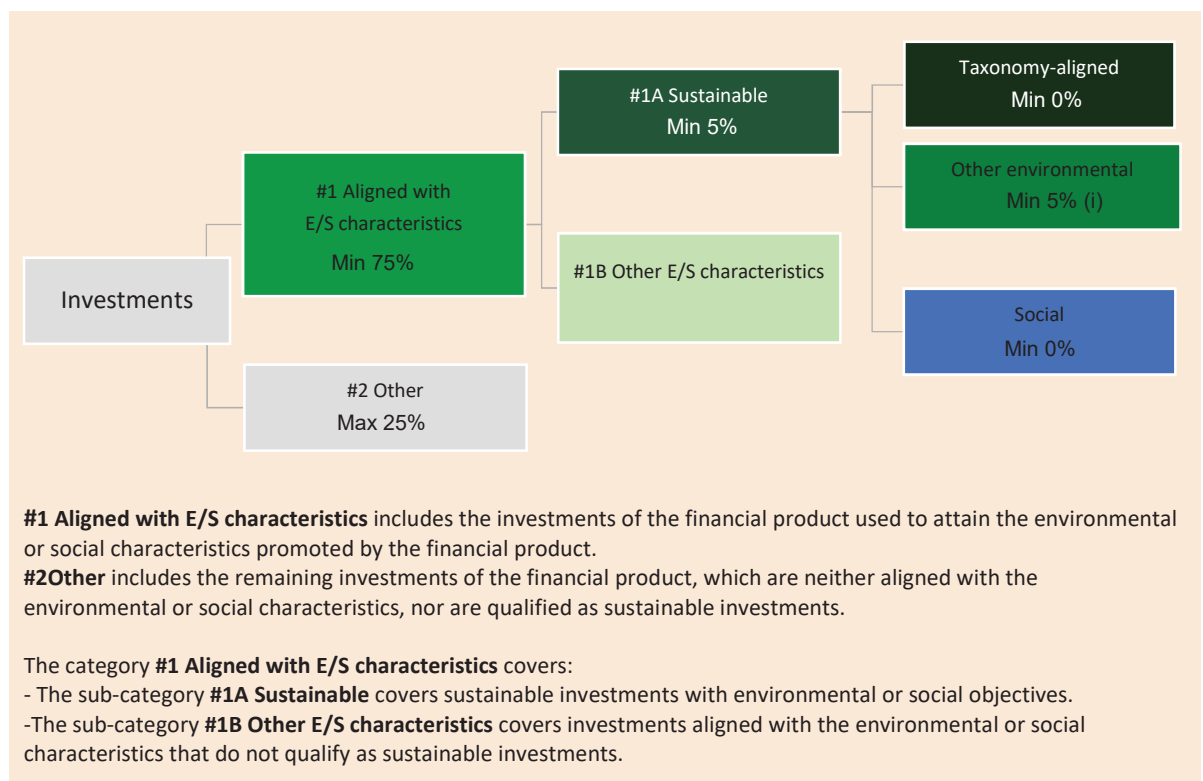 Taxonomy-aligned
Min 0%
#1A Sustainable
Min 5%
Other environmental
Min 5% (i)
#1 Aligned with
E/S characteristics
Min 75%
#1B Other E/S characteristics
Investments
Social
Min 0%
#2 Other
Max 25%
#1 Aligned with E/S characteristics includes the investments of the financial product used to attain the environmental
or social characteristics promoted by the financial product.
#2Other includes the remaining investments of the financial product, which are neither aligned with the
environmental or social characteristics, nor are qualified as sustainable investments.
The category #1 Aligned with E/S characteristics covers:
- The sub-category #1A Sustainable covers sustainable investments with environmental or social objectives.
-The sub-category #1B Other E/S characteristics covers investments aligned with the environmental or social
characteristics that do not qualify as sustainable investments.